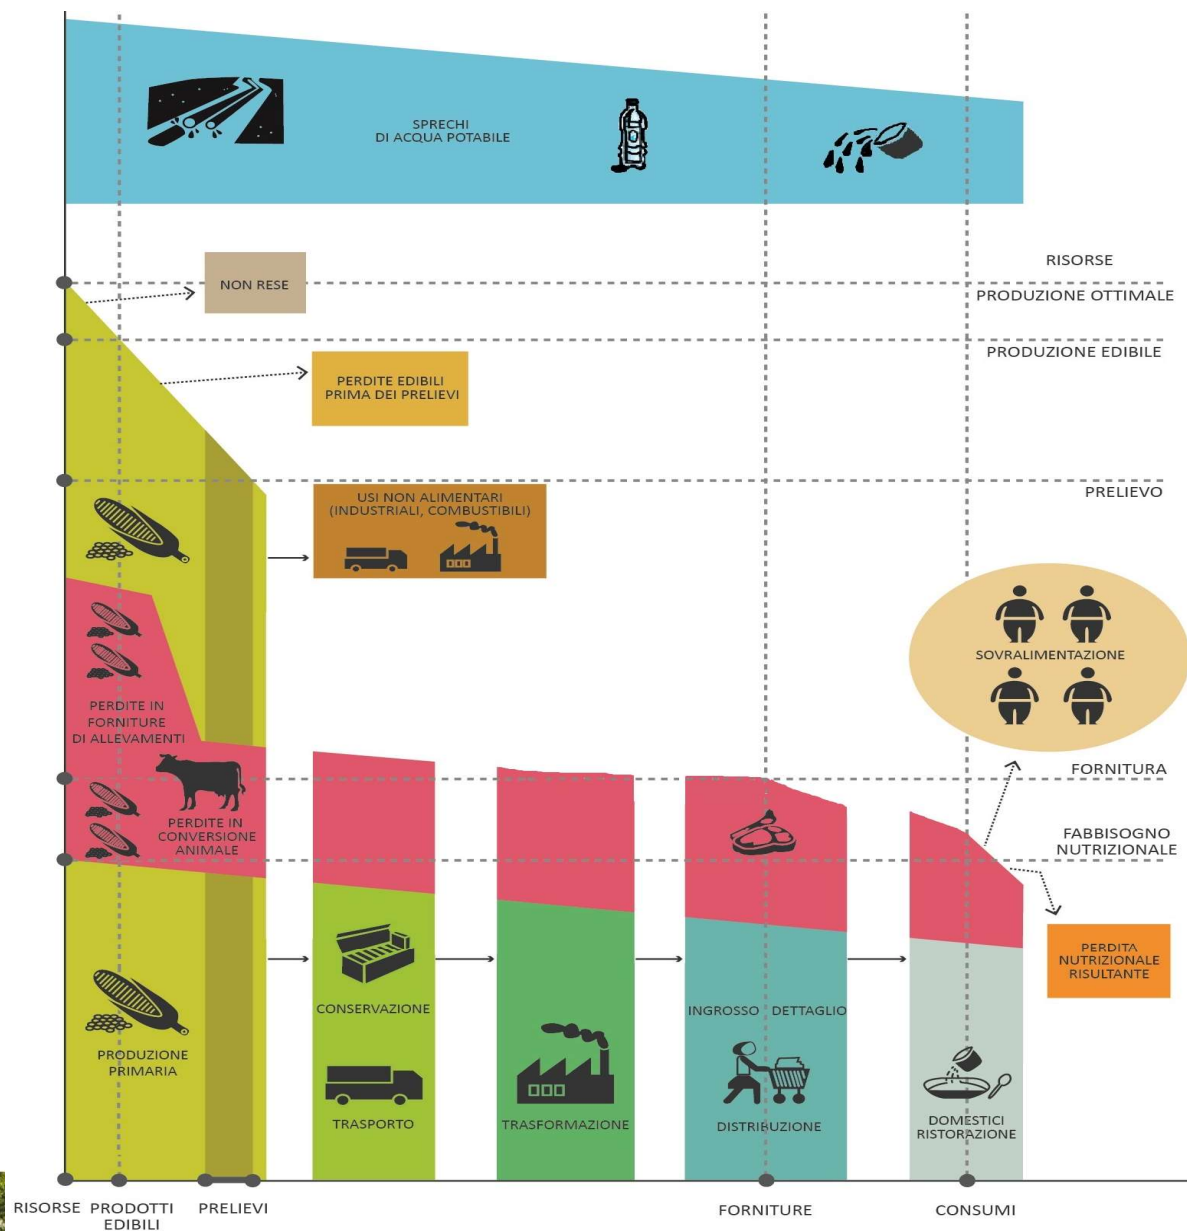 SPRECHI
DI ACQUA POTABILE
NON RESE
RISORSE
PRODUZIONE OTTIMALE
PRODUZIONE EDIBILE
PERDITE EDIBILI
PRIMA DEI PRELIEVI
PRELIEVO
USI NON ALIMENTARI
(INDUSTRIALI, COMBUSTIBILI)
SOVRALIMENTAZIONE
PERDITE IN
FORNITURE
DI ALLEVAMENTI
FORNITURA
PERDITE IN
CONVERSIONE
ANIMALE
FABBISOGNO
NUTRIZIONALE
PERDITA
NUTRIZIONALE
RISULTANTE
CONSERVAZIONE
INGROSSO
DETTAGLIO
PRODUZIONE
PRIMARIA
TRASPORTO
TRASFORMAZIONE
DISTRIBUZIONE
DOMESTICI
RISTORAZIONE
RISORSE
PRODOTTI
EDIBILI
PRELIEVI
FORNITURE
CONSUMI